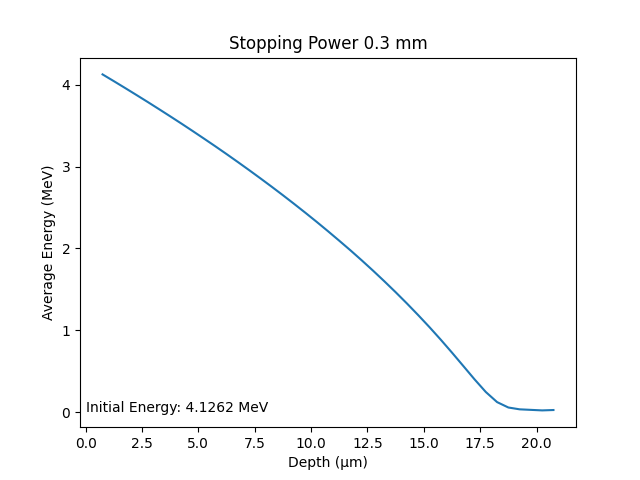 Stopping Power 0.3 mm
4
3
2
1
0
Average Energy (MeV)
Initial Energy: 4.1262 MeV
0.0 2.5 5.0 7.5 10.0 12.5 15.0 17.5 20.0
Depth (μm)